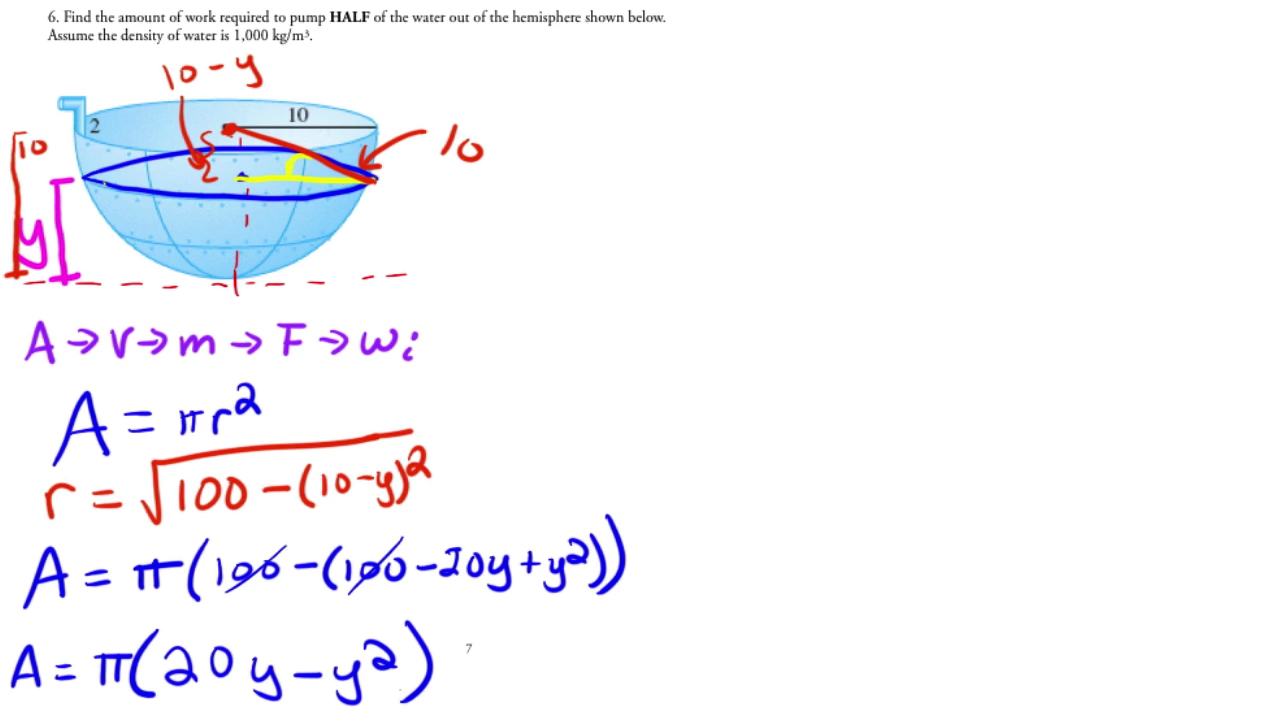 6. Find the amount of work required to pump HALF of the water out of the hemisphere shown below.
Assume the density of water is 1,000 kg/m³.
10-y
10
2
10
10
y
A → V → m → F → Wi
A = πr²
r = √100-(10-y)²
A = π(100-(100-20y+y²))
A = π(20y-y²)
7